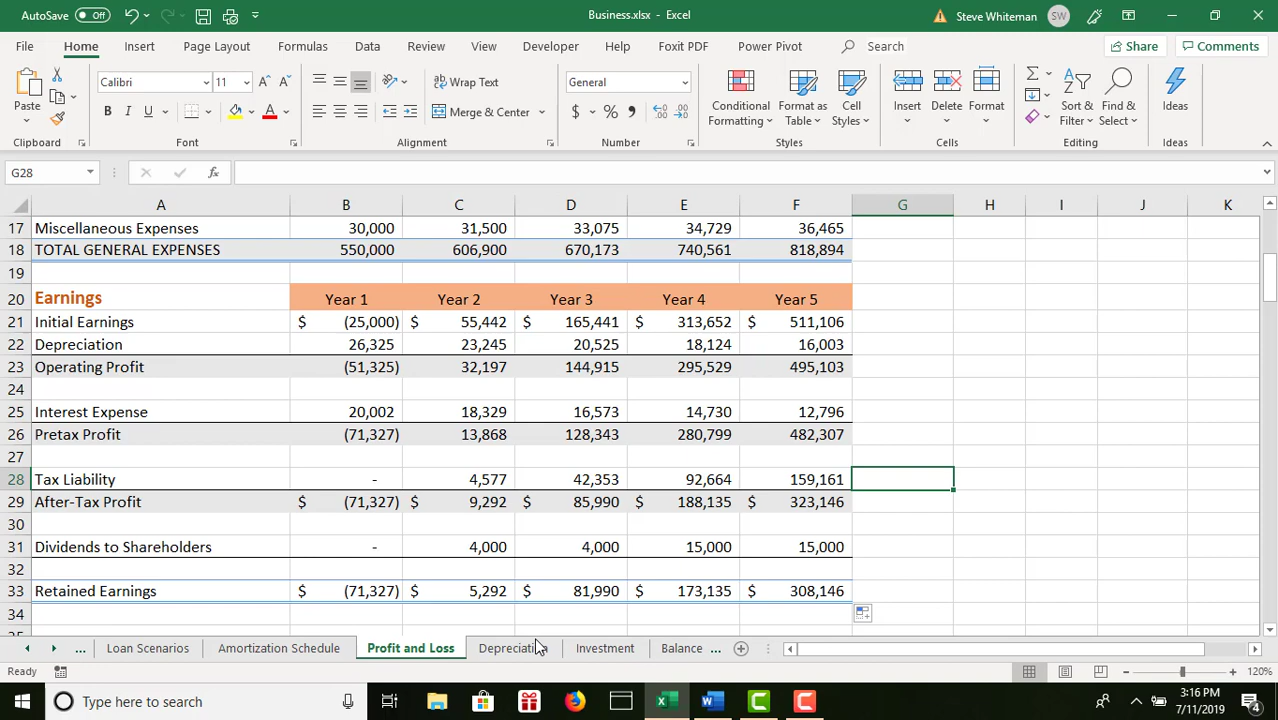 AutoSave Off Business.xlsx - Excel Steve Whiteman SW
File Home Insert Page Layout Formulas Data Review View Developer Help Foxit PDF Power Pivot Search Share Comments
Paste Calibri 11 Wrap Text General Conditional Formatting Format as Table Cell Styles Insert Delete Format Sort & Filter Find & Select Ideas
B I U Merge & Center $ %
Clipboard Font Alignment Number Styles Cells Editing Ideas
G28 fx
A B C D E F G H I J K
17 Miscellaneous Expenses 30,000 31,500 33,075 34,729 36,465
18 TOTAL GENERAL EXPENSES 550,000 606,900 670,173 740,561 818,894
19
20 Earnings Year 1 Year 2 Year 3 Year 4 Year 5
21 Initial Earnings $ (25,000) $ 55,442 $ 165,441 $ 313,652 $ 511,106
22 Depreciation 26,325 23,245 20,525 18,124 16,003
23 Operating Profit (51,325) 32,197 144,915 295,529 495,103
24
25 Interest Expense 20,002 18,329 16,573 14,730 12,796
26 Pretax Profit (71,327) 13,868 128,343 280,799 482,307
27
28 Tax Liability - 4,577 42,353 92,664 159,161
29 After-Tax Profit $ (71,327) $ 9,292 $ 85,990 $ 188,135 $ 323,146
30
31 Dividends to Shareholders - 4,000 4,000 15,000 15,000
32
33 Retained Earnings $ (71,327) $ 5,292 $ 81,990 $ 173,135 $ 308,146
34
... Loan Scenarios Amortization Schedule Profit and Loss Depreciation Investment Balance ...
Ready 120%
Type here to search 3:16 PM
7/11/2019 4